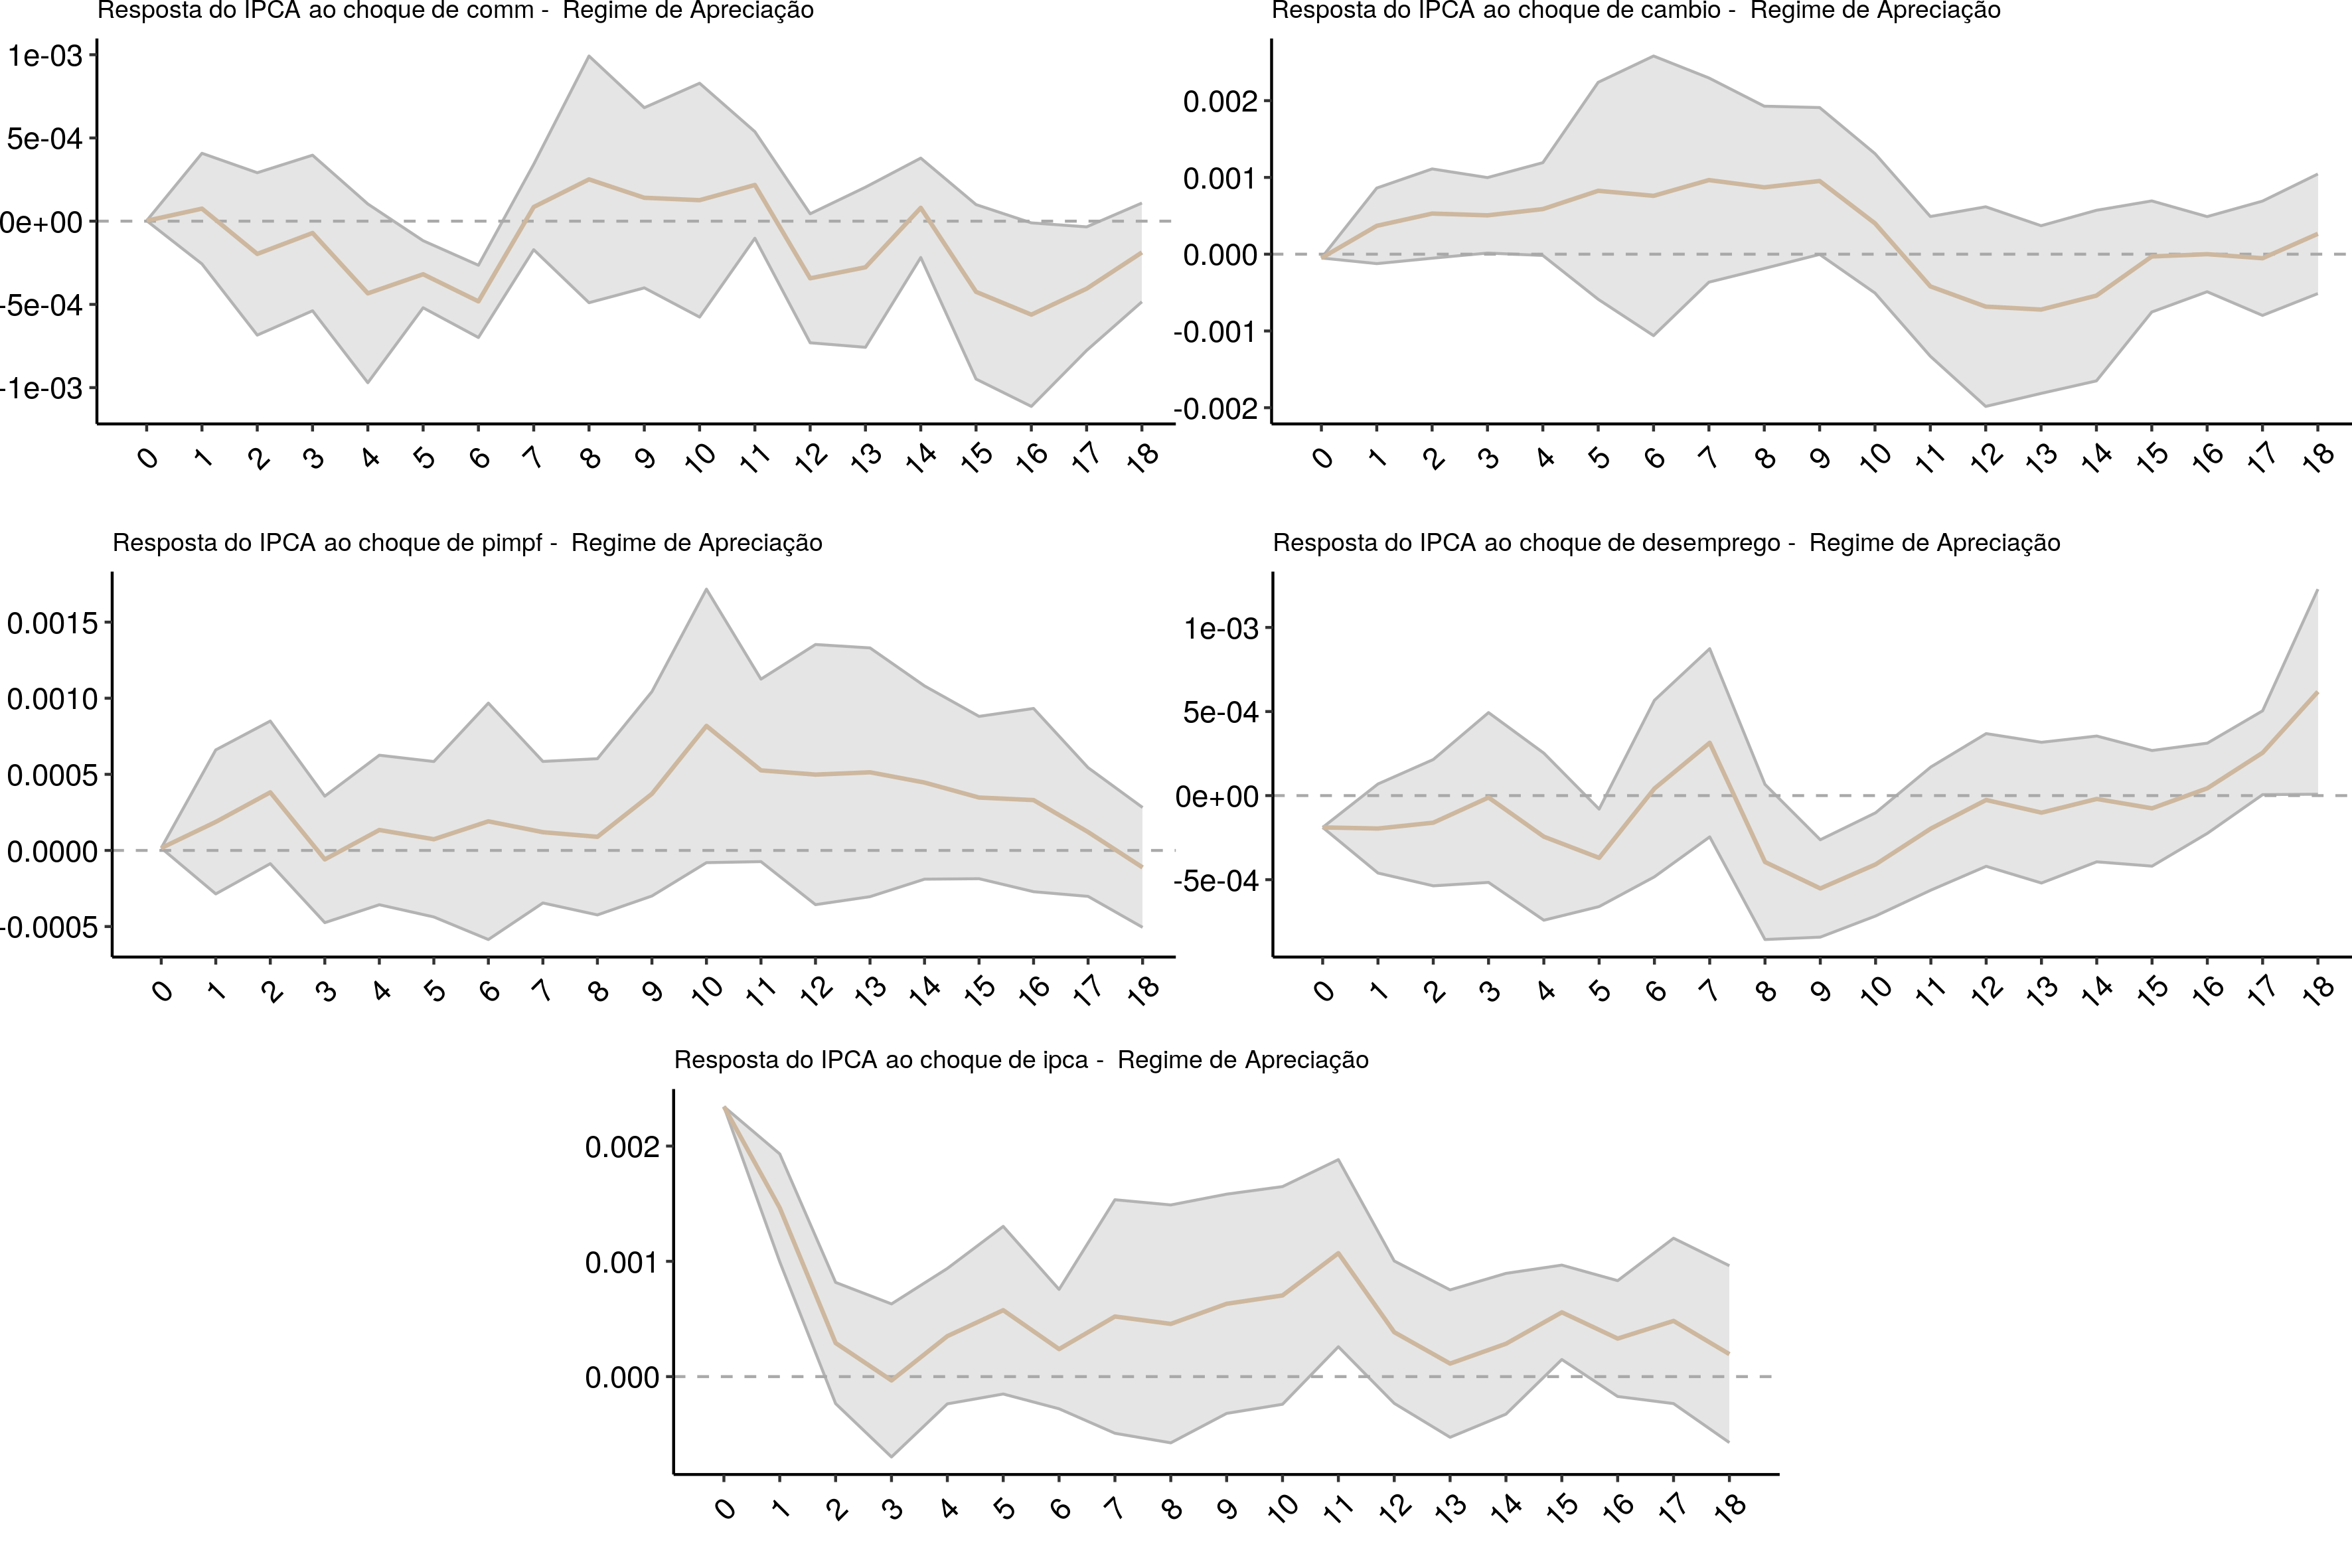 Resposta do IPCA ao choque de comm - Regime de Apreciação
1e-03
5e-04
0e+00
-5e-04
-1e-03
0 1 2 3 4 5 6 7 8 9 10 11 12 13 14 15 16 17 18
Resposta do IPCA ao choque de cambio - Regime de Apreciação
0.002
0.001
0.000
-0.001
-0.002
0 1 2 3 4 5 6 7 8 9 10 11 12 13 14 15 16 17 18
Resposta do IPCA ao choque de pimpf - Regime de Apreciação
0.0015
0.0010
0.0005
0.0000
-0.0005
0 1 2 3 4 5 6 7 8 9 10 11 12 13 14 15 16 17 18
Resposta do IPCA ao choque de desemprego - Regime de Apreciação
1e-03
5e-04
0e+00
-5e-04
0 1 2 3 4 5 6 7 8 9 10 11 12 13 14 15 16 17 18
Resposta do IPCA ao choque de ipca - Regime de Apreciação
0.002
0.001
0.000
0 1 2 3 4 5 6 7 8 9 10 11 12 13 14 15 16 17 18